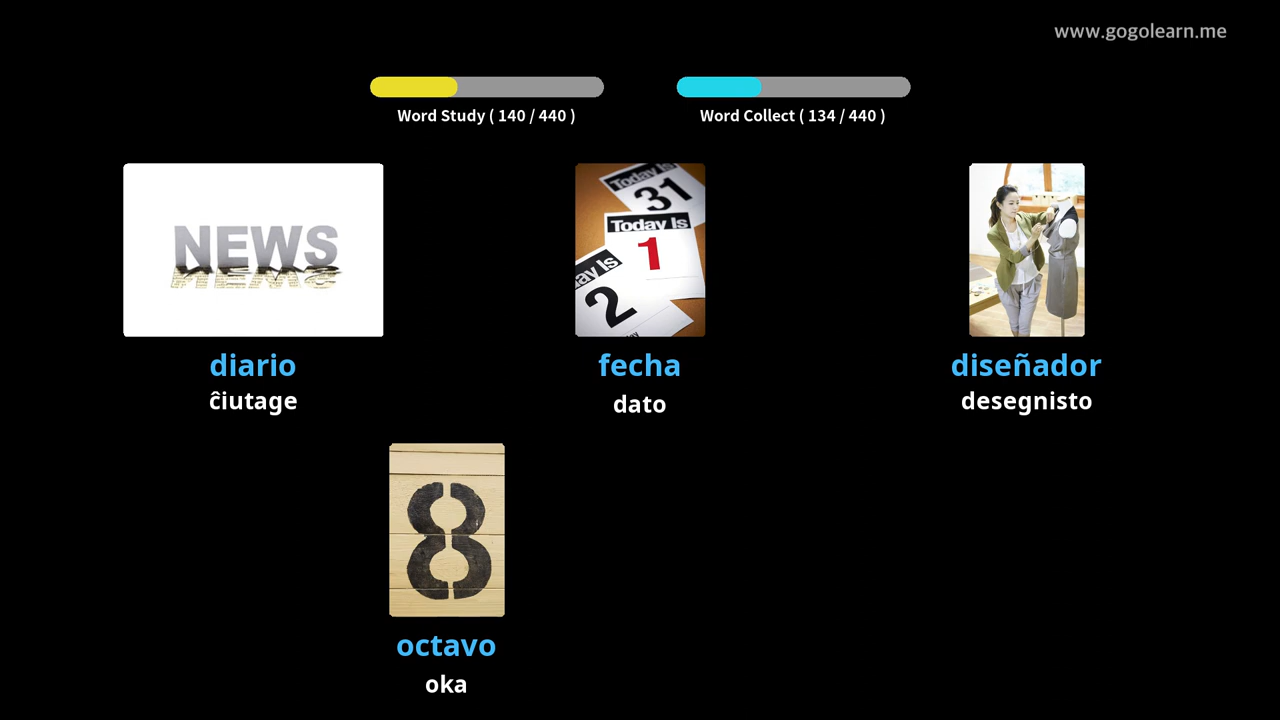 www.gogolearn.me
Word Study ( 140 / 440 )
Word Collect ( 134 / 440 )
NEWS
Today Is
31
Today Is
1
ay Is
2
diario
ĉiutage
fecha
dato
diseñador
desegnisto
8
octavo
oka